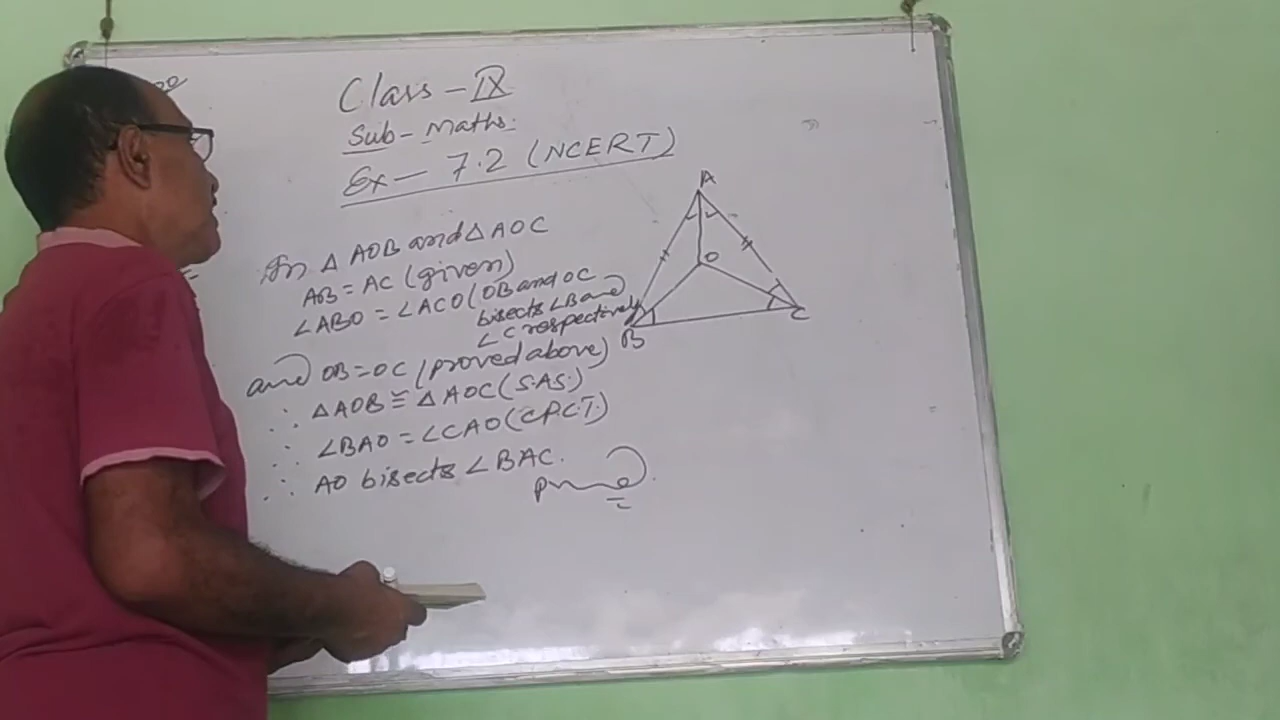 Class - IX
Sub - Maths.
Ex - 7.2 (NCERT)
In △ AOB and △ AOC
AB = AC (given)
∠ABO = ∠ACO (OB and OC
bisects ∠B and
∠C respectively)
and OB = OC (proved above)
∴ △AOB ≅ △AOC (S.A.S.)
∴ ∠BAO = ∠CAO (C.P.C.T.)
∴ AO bisects ∠BAC.
A
O
B
C